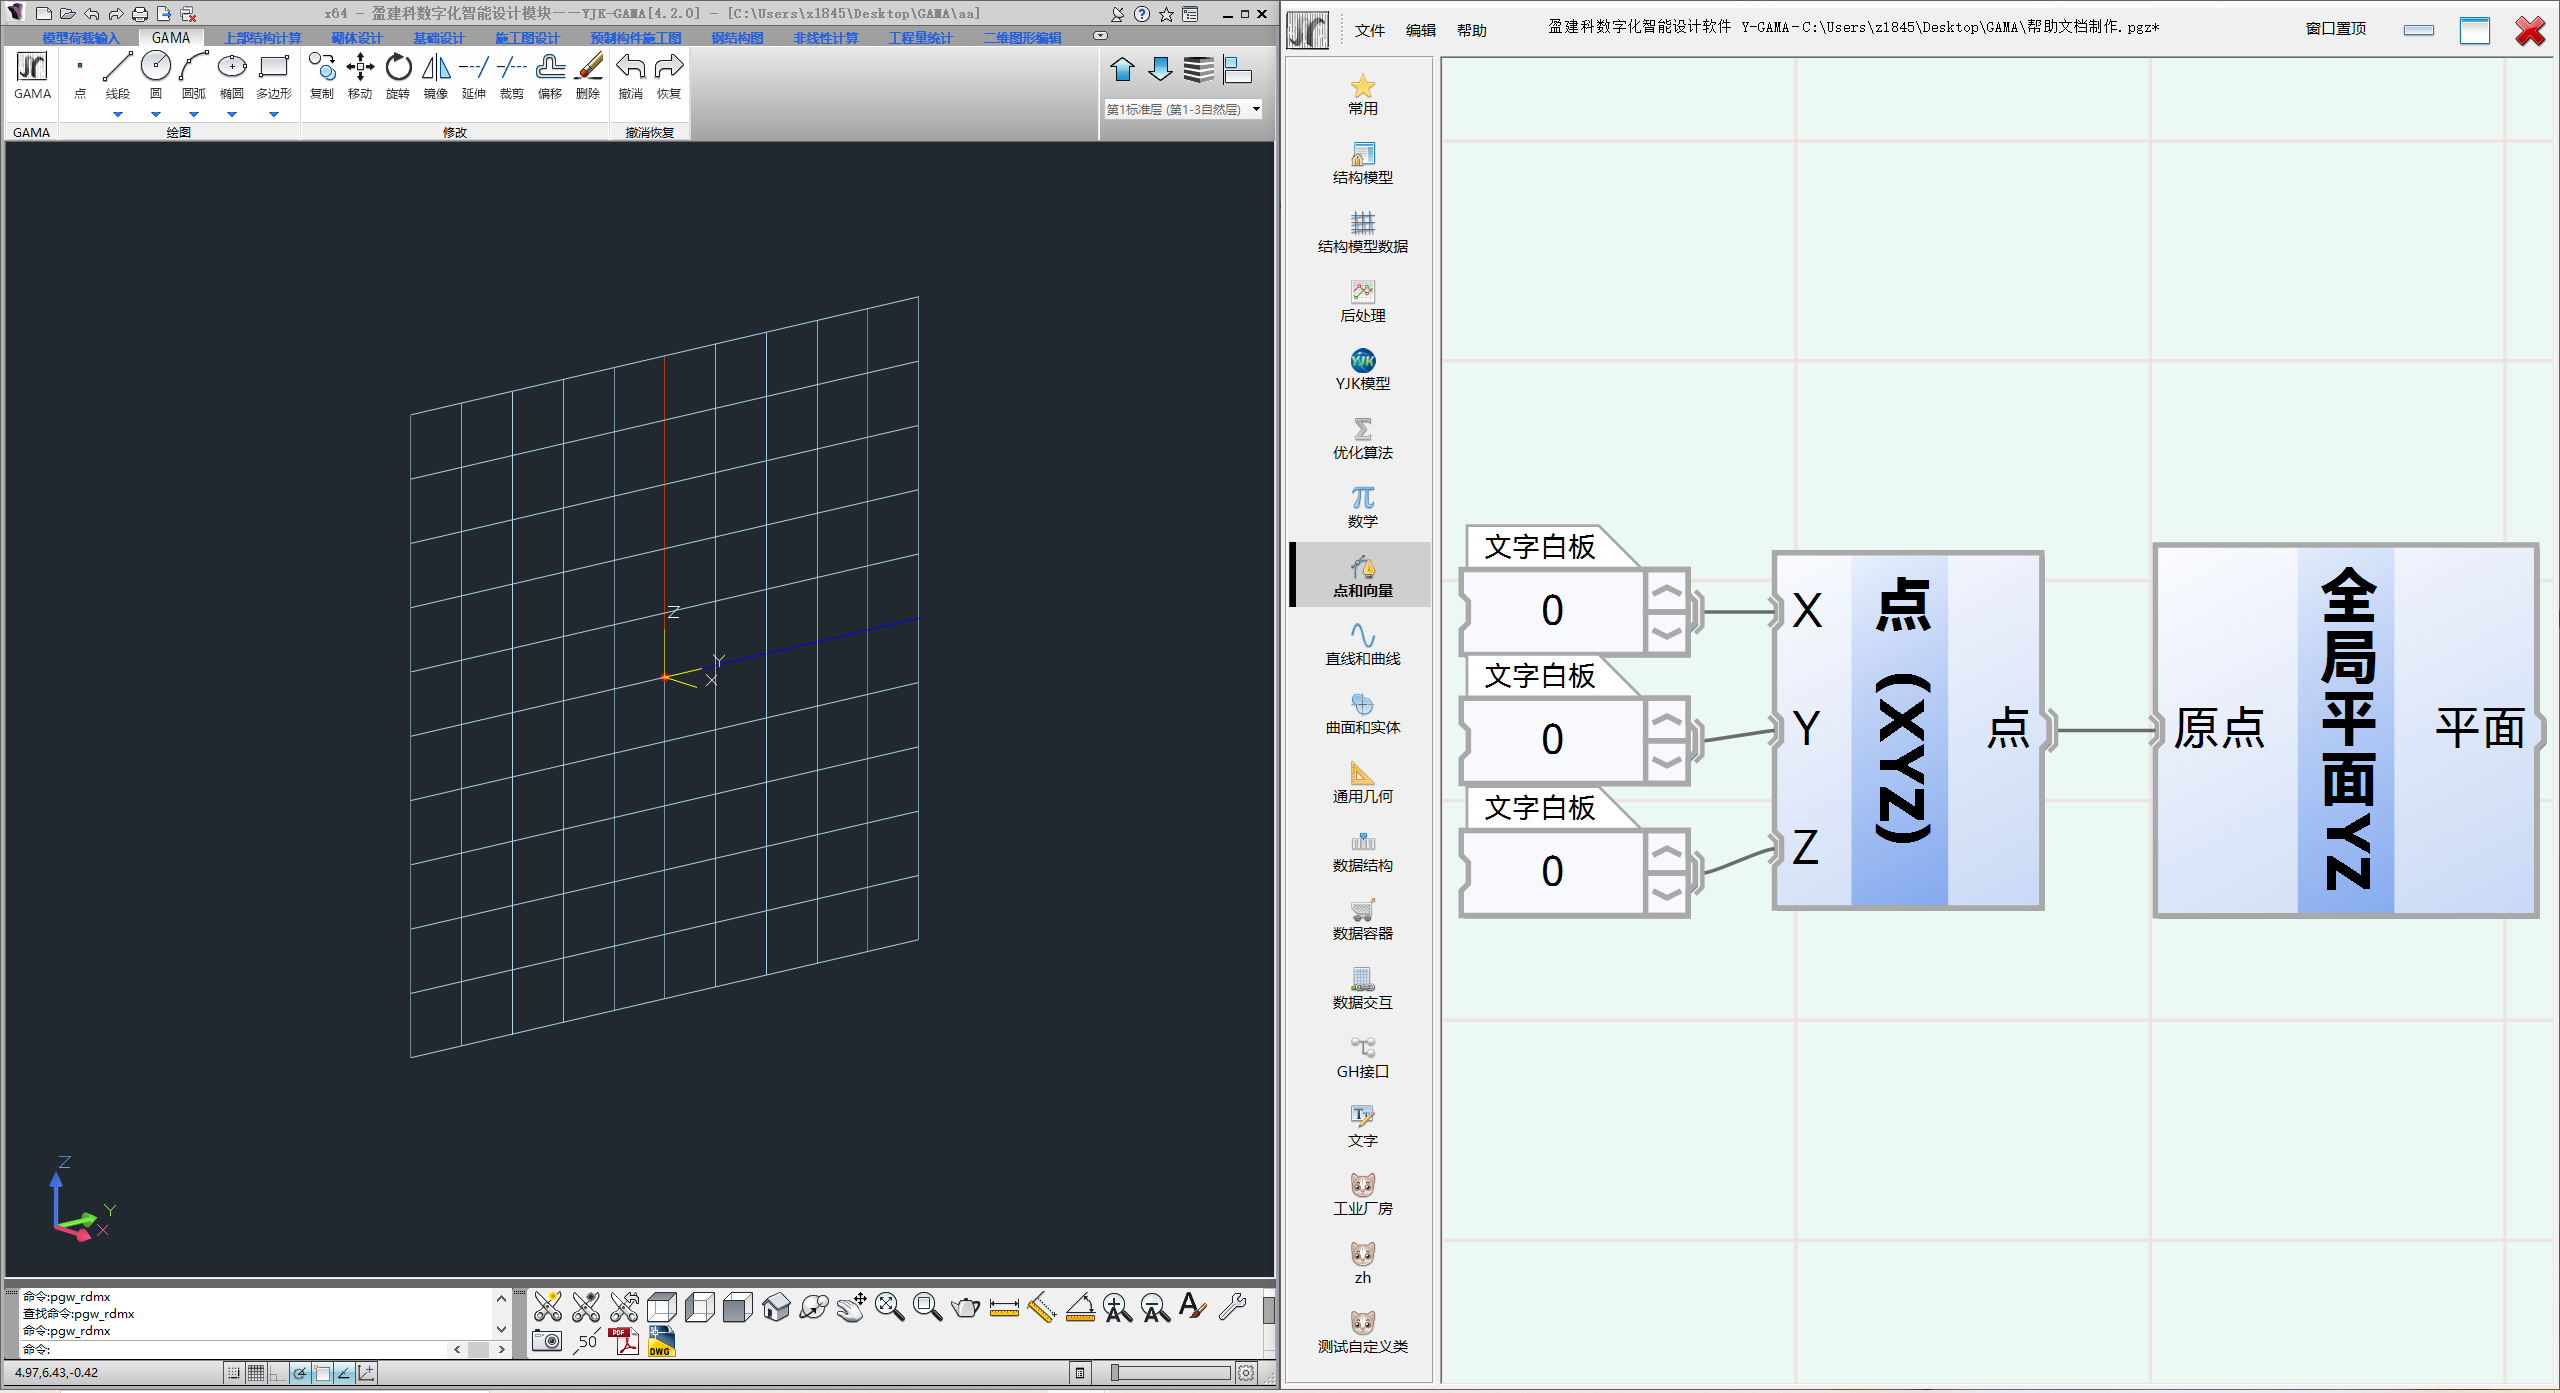 x64 - 盈建科数字化智能设计模块——YJK-GAMA[4.2.0] - [C:\Users\zl845\Desktop\GAMA\aa]
模型荷载输入 GAMA 上部结构计算 砌体设计 基础设计 施工图设计 预制构件施工图 钢结构图 非线性计算 工程量统计 二维图形编辑
GAMA 点 线段 圆 圆弧 椭圆 多边形 复制 移动 旋转 镜像 延伸 裁剪 偏移 删除 撤消 恢复
第1标准层 (第1-3自然层)
GAMA 绘图 修改 撤消恢复
Z
Y
X
Z
Y
X
命令:pgw_rdmx
查找命令:pgw_rdmx
命令:pgw_rdmx
命令:
50
PDF
DWG
4.97,6.43,-0.42
文件 编辑 帮助
盈建科数字化智能设计软件 Y-GAMA-C:\Users\zl845\Desktop\GAMA\帮助文档制作.pgz*
窗口置顶
常用
结构模型
结构模型数据
后处理
YJK
YJK模型
优化算法
数学
点和向量
直线和曲线
曲面和实体
通用几何
数据结构
数据容器
数据交互
GH接口
文字
工业厂房
zh
测试自定义类
文字白板
0
文字白板
0
文字白板
0
X
Y
Z
点（XYZ）
点
原点
全局平面YZ
平面